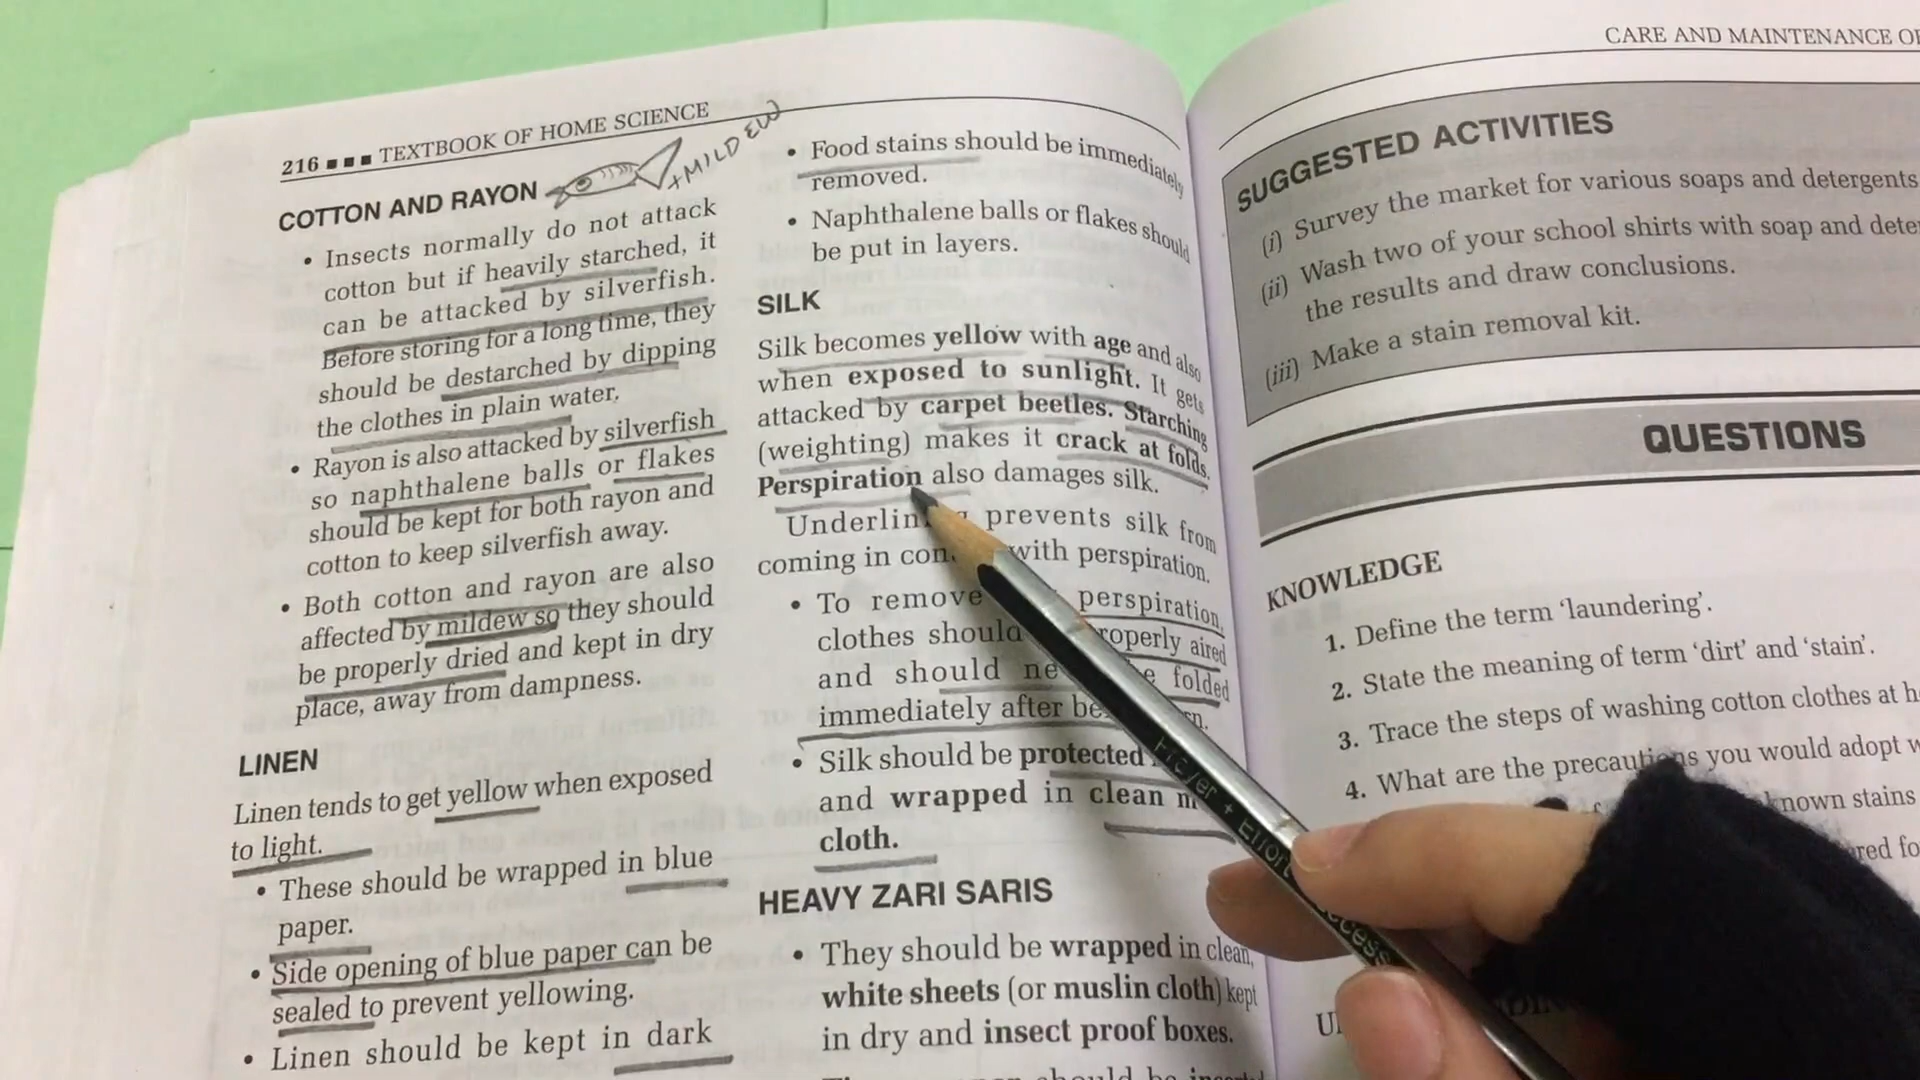 216 ■ ■ ■ TEXTBOOK OF HOME SCIENCE
COTTON AND RAYON
+MILDEW
• Insects normally do not attack
cotton but if heavily starched, it
can be attacked by silverfish.
Before storing for a long time, they
should be destarched by dipping
the clothes in plain water.
• Rayon is also attacked by silverfish
so naphthalene balls or flakes
should be kept for both rayon and
cotton to keep silverfish away.
• Both cotton and rayon are also
affected by mildew so they should
be properly dried and kept in dry
place, away from dampness.
LINEN
Linen tends to get yellow when exposed
to light.
• These should be wrapped in blue
paper.
• Side opening of blue paper can be
sealed to prevent yellowing.
• Linen should be kept in dark
• Food stains should be immediately
removed.
• Naphthalene balls or flakes should
be put in layers.
SILK
Silk becomes yellow with age and also
when exposed to sunlight. It gets
attacked by carpet beetles. Starching
(weighting) makes it crack at folds.
Perspiration also damages silk.
prevents silk from
coming in with perspiration.
• To remove perspiration,
clothes should properly aired
and should folded
immediately after
• Silk should be protected
and wrapped in clean
cloth.
HEAVY ZARI SARIS
• They should be wrapped in clean,
white sheets (or muslin cloth) kept
in dry and insect proof boxes.
should be
CARE AND MAINTENANCE
SUGGESTED ACTIVITIES
(i) Survey the market for various soaps and detergents
(ii) Wash two of your school shirts with soap and
the results and draw conclusions.
(iii) Make a stain removal kit.
QUESTIONS
KNOWLEDGE
1. Define the term ‘laundering’.
2. State the meaning of term ‘dirt’ and ‘stain’.
3. Trace the steps of washing cotton clothes at
4. What are the precautions you would adopt
stains
Prayer + Effort